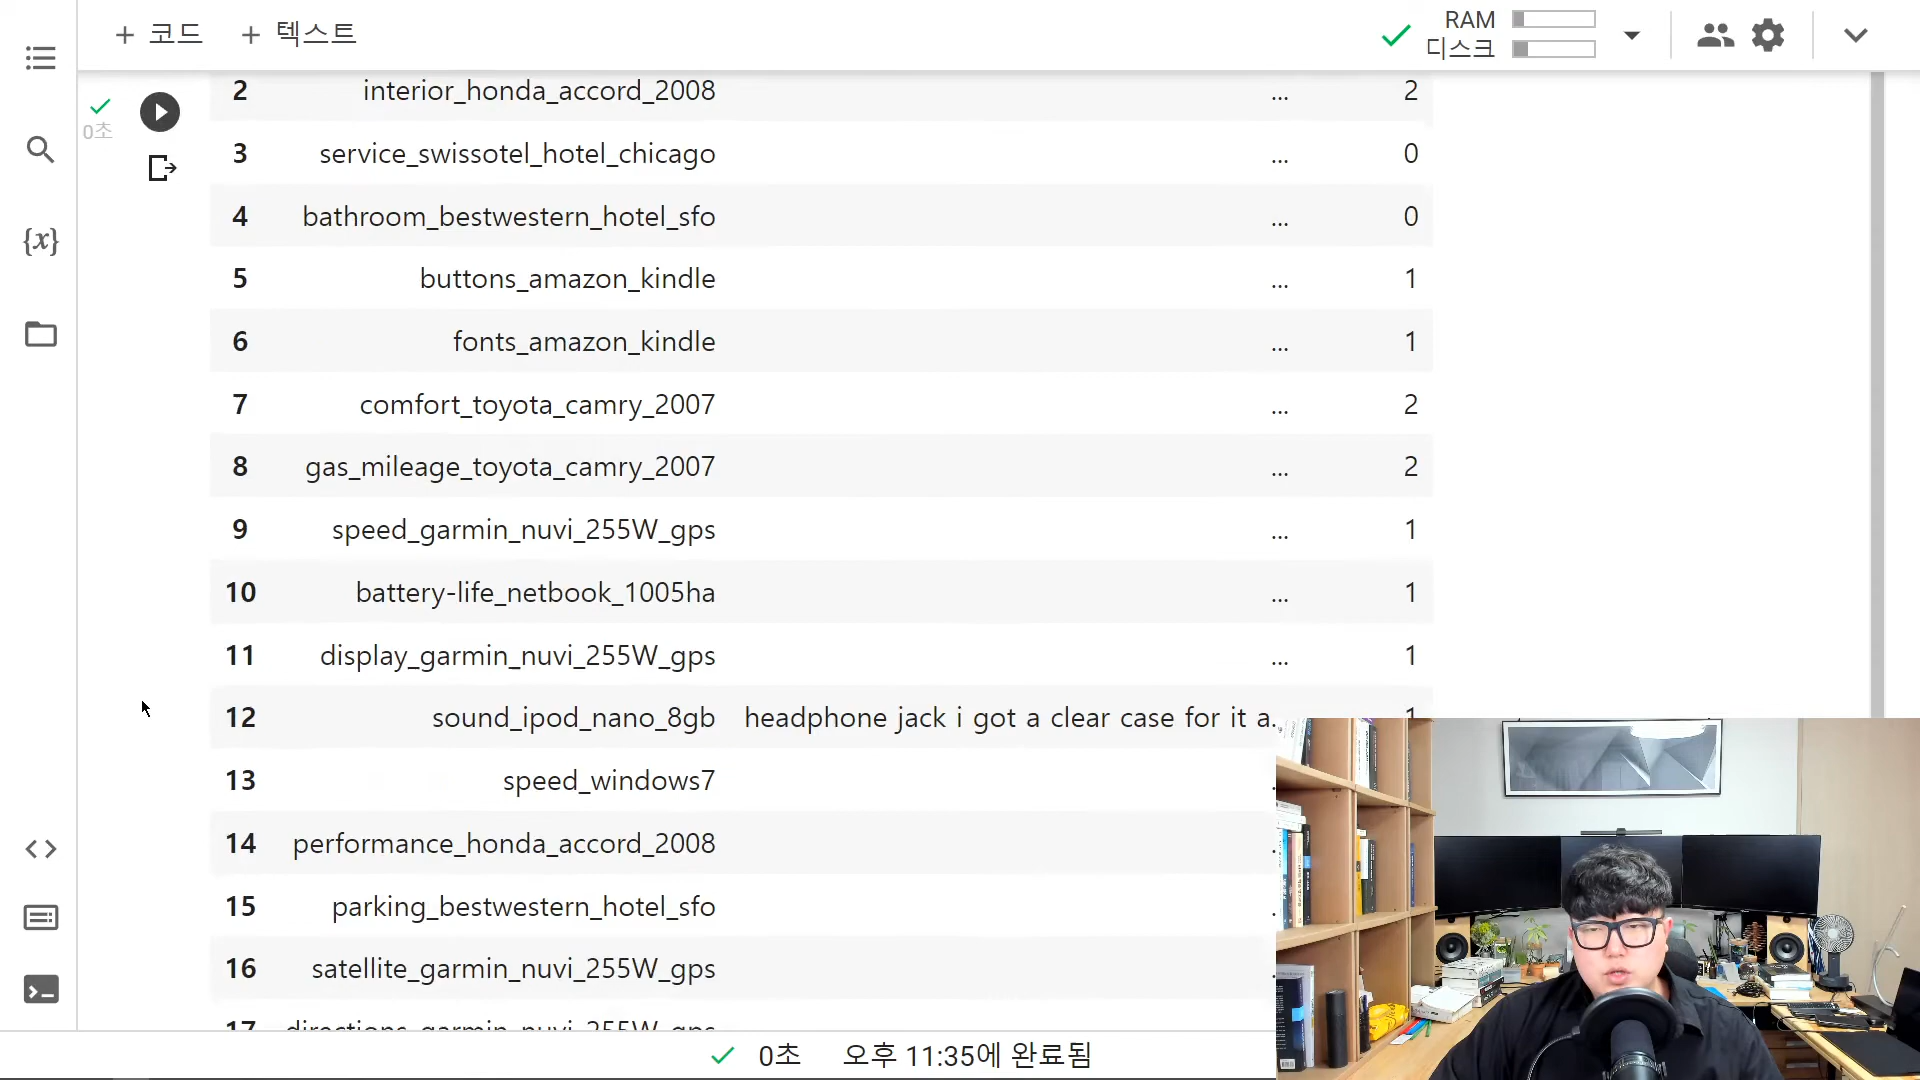 + 코드 + 텍스트
RAM
디스크
0초
{x}
2 interior_honda_accord_2008 ... 2
3 service_swissotel_hotel_chicago ... 0
4 bathroom_bestwestern_hotel_sfo ... 0
5 buttons_amazon_kindle ... 1
6 fonts_amazon_kindle ... 1
7 comfort_toyota_camry_2007 ... 2
8 gas_mileage_toyota_camry_2007 ... 2
9 speed_garmin_nuvi_255W_gps ... 1
10 battery-life_netbook_1005ha ... 1
11 display_garmin_nuvi_255W_gps ... 1
12 sound_ipod_nano_8gb headphone jack i got a clear case for it a.. 1
13 speed_windows7
14 performance_honda_accord_2008
15 parking_bestwestern_hotel_sfo
16 satellite_garmin_nuvi_255W_gps
17 directions_garmin_nuvi_255W_gps
0초 오후 11:35에 완료됨